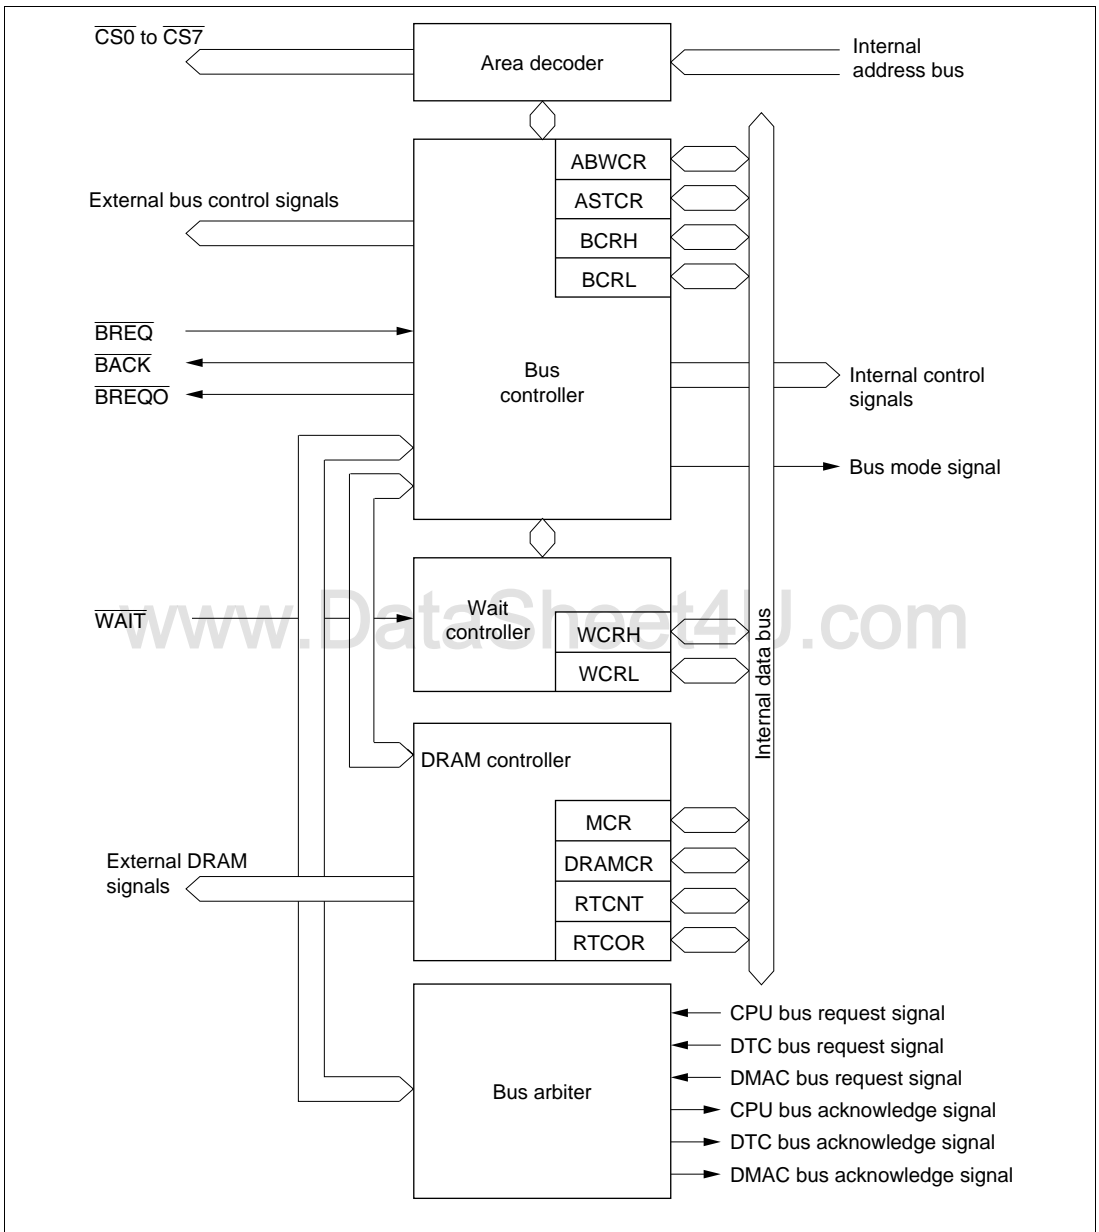 CS0 to CS7
Area decoder
Internal
address bus
ABWCR
ASTCR
BCRH
BCRL
External bus control signals
BREQ
BACK
BREQO
Bus
controller
Internal control
signals
Bus mode signal
WAIT
Wait
controller
WCRH
WCRL
www.DataSheet4U.com
Internal data bus
DRAM controller
MCR
DRAMCR
RTCNT
RTCOR
External DRAM
signals
Bus arbiter
CPU bus request signal
DTC bus request signal
DMAC bus request signal
CPU bus acknowledge signal
DTC bus acknowledge signal
DMAC bus acknowledge signal